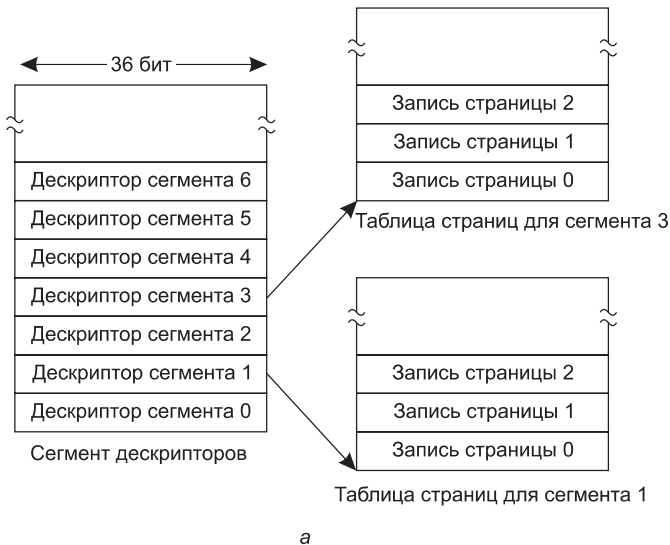 36 бит
Дескриптор сегмента 6
Дескриптор сегмента 5
Дескриптор сегмента 4
Дескриптор сегмента 3
Дескриптор сегмента 2
Дескриптор сегмента 1
Дескриптор сегмента 0
Сегмент дескрипторов
Запись страницы 2
Запись страницы 1
Запись страницы 0
Таблица страниц для сегмента 3
Запись страницы 2
Запись страницы 1
Запись страницы 0
Таблица страниц для сегмента 1
а